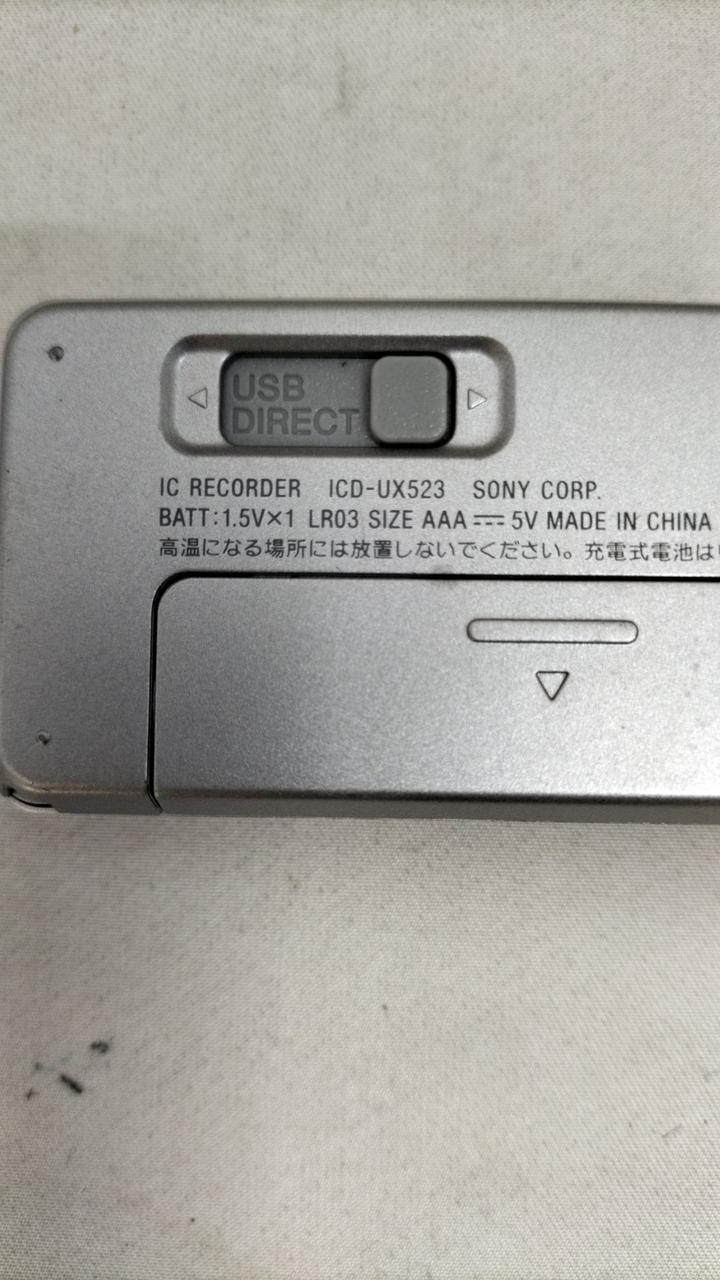 USB
DIRECT
IC RECORDER ICD-UX523 SONY CORP.
BATT:1.5V×1 LR03 SIZE AAA ⎓ 5V MADE IN CHINA
高温になる場所には放置しないでください。充電式電池は